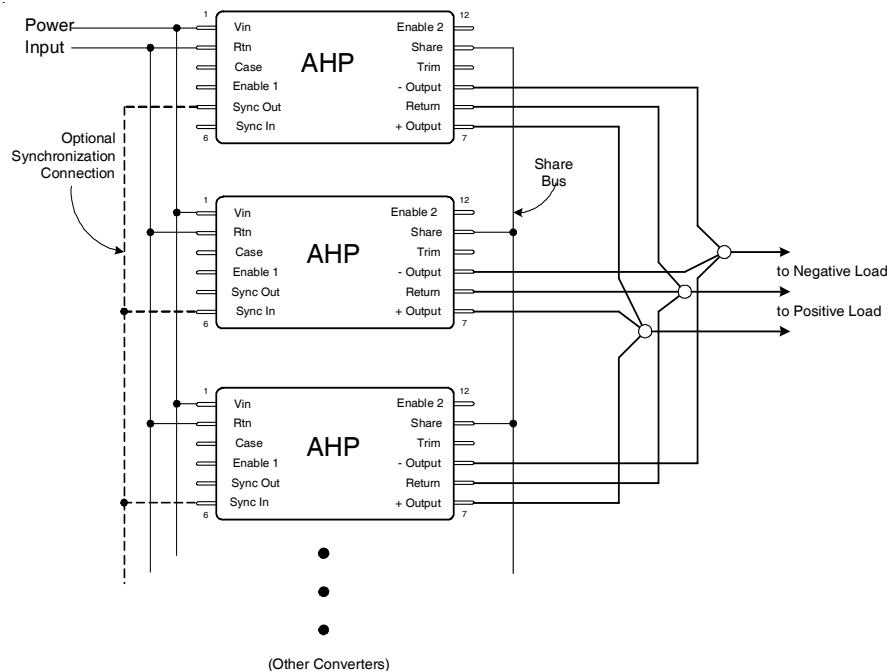 Power
Input
1
12
Vin
Enable 2
Rtn
Share
Case
AHP
Trim
Enable 1
- Output
Sync Out
Return
Sync In
+ Output
6
7
Optional
Synchronization
Connection
Share
Bus
1
12
Vin
Enable 2
Rtn
Share
Case
AHP
Trim
Enable 1
- Output
Sync Out
Return
Sync In
+ Output
6
7
to Negative Load
to Positive Load
1
12
Vin
Enable 2
Rtn
Share
Case
AHP
Trim
Enable 1
- Output
Sync Out
Return
Sync In
+ Output
6
7
(Other Converters)